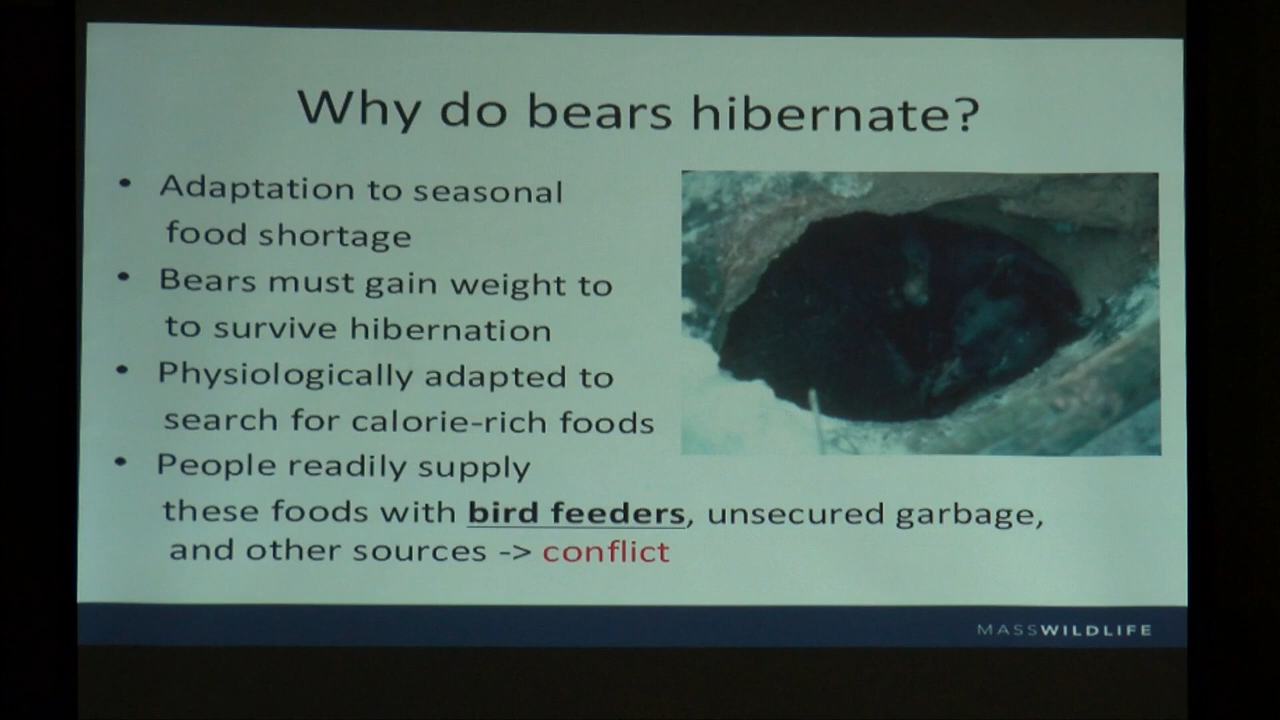 Why do bears hibernate?
• Adaptation to seasonal
food shortage
• Bears must gain weight to
to survive hibernation
• Physiologically adapted to
search for calorie-rich foods
• People readily supply
these foods with bird feeders, unsecured garbage,
and other sources -> conflict
MASSWILDLIFE